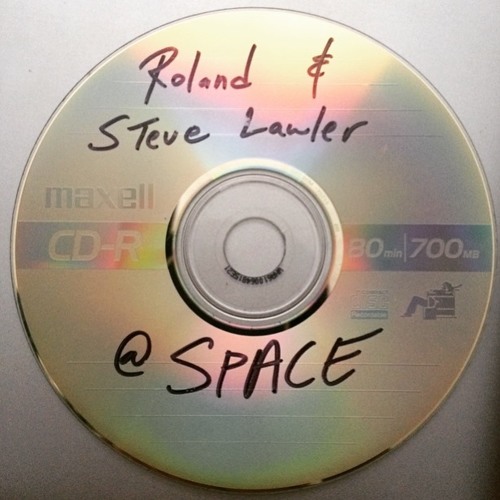 Roland &
STeve Lawler
maxell
CD-R 80min|700MB
@ SPACE